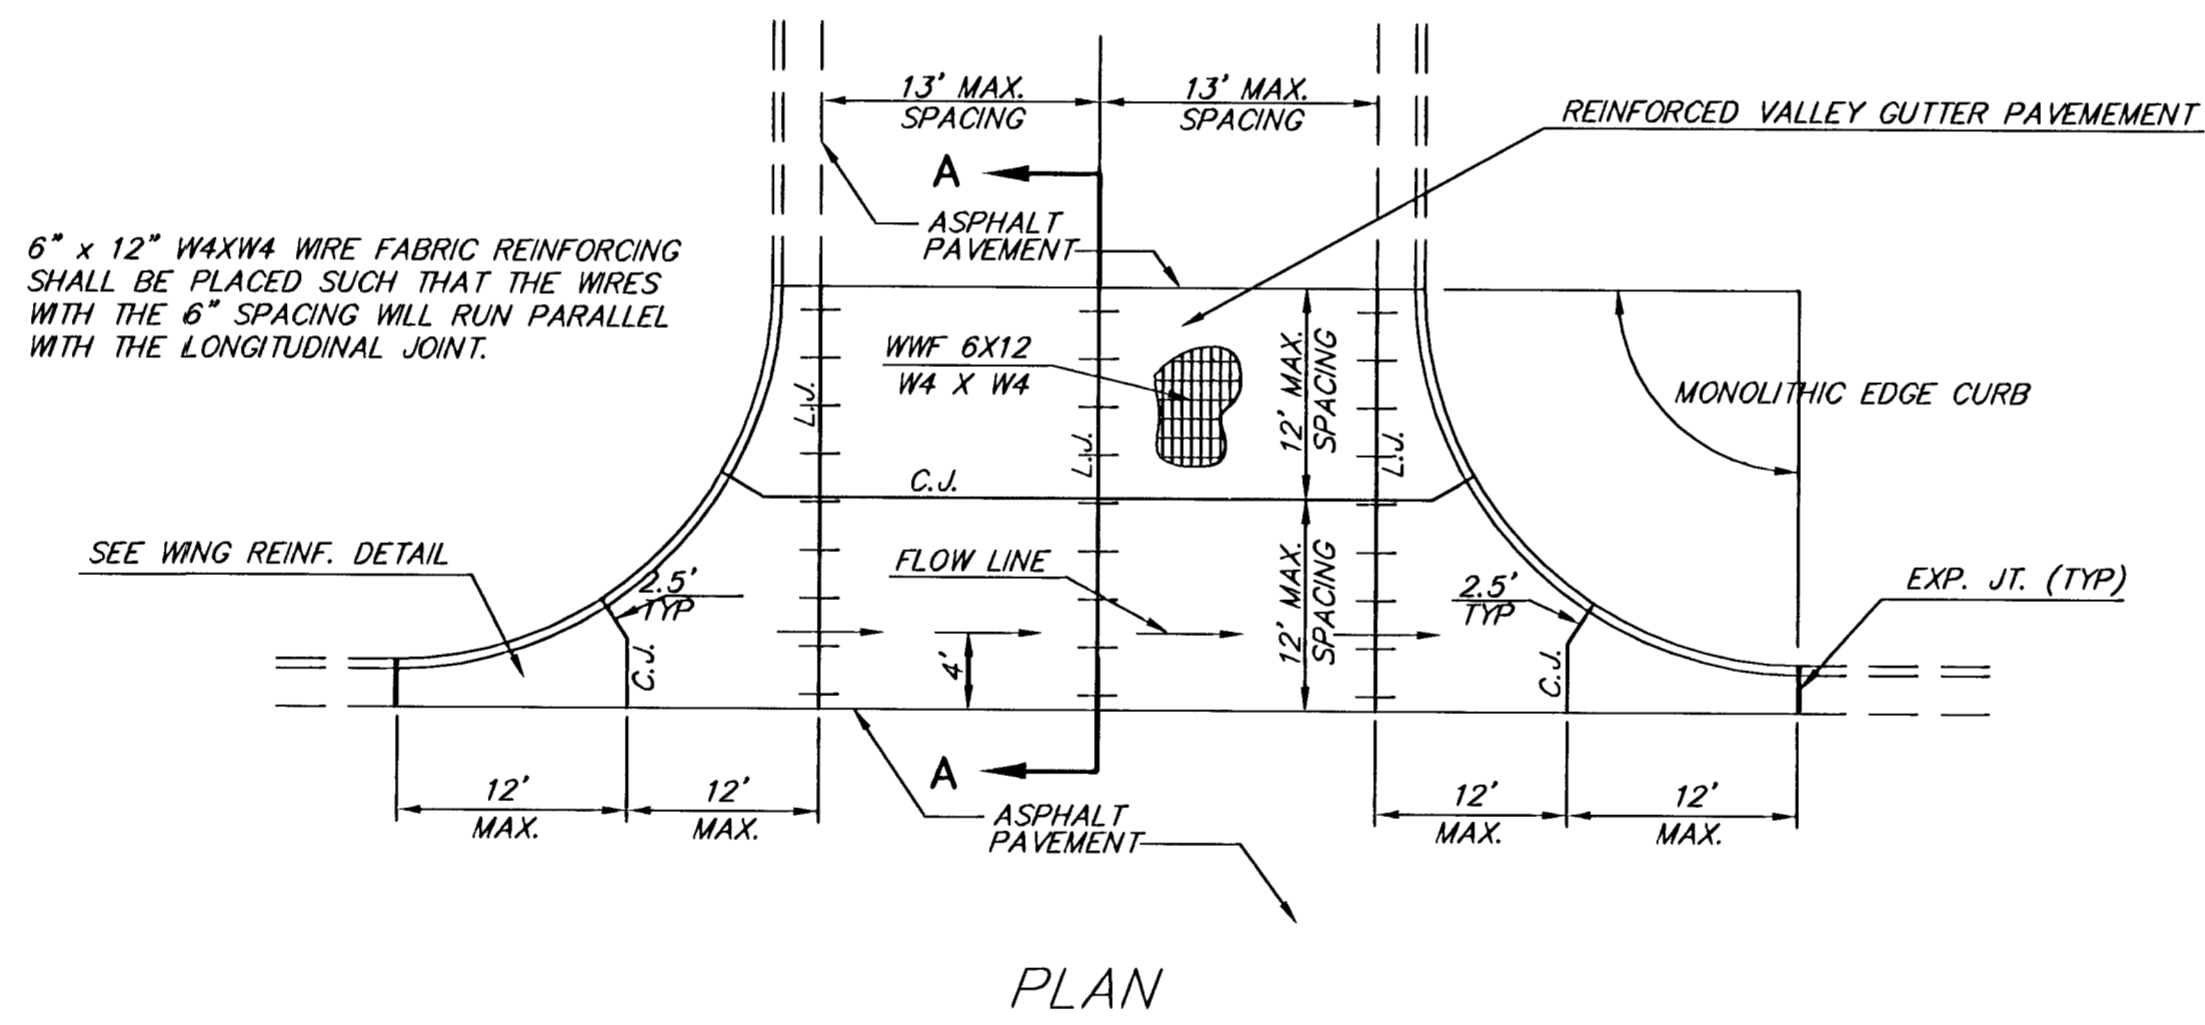 13' MAX.
SPACING
13' MAX.
SPACING
REINFORCED VALLEY GUTTER PAVEMEMENT
A
ASPHALT
PAVEMENT
6" x 12" W4XW4 WIRE FABRIC REINFORCING
SHALL BE PLACED SUCH THAT THE WIRES
WITH THE 6" SPACING WILL RUN PARALLEL
WITH THE LONGITUDINAL JOINT.
WWF 6X12
W4 X W4
12' MAX.
SPACING
MONOLITHIC EDGE CURB
L.J.
L.J.
L.J.
C.J.
SEE WING REINF. DETAIL
2.5'
TYP
FLOW LINE
12' MAX.
SPACING
2.5'
TYP
EXP. JT. (TYP)
C.J.
4'
C.J.
A
12'
MAX.
12'
MAX.
ASPHALT
PAVEMENT
12'
MAX.
12'
MAX.
PLAN